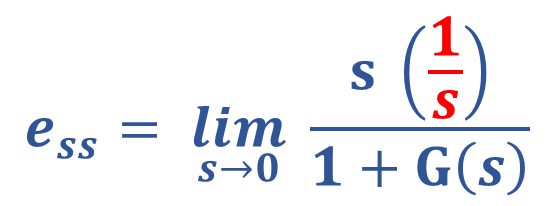 e_ss = lim_{s→0} s (1/s) / (1 + G(s))